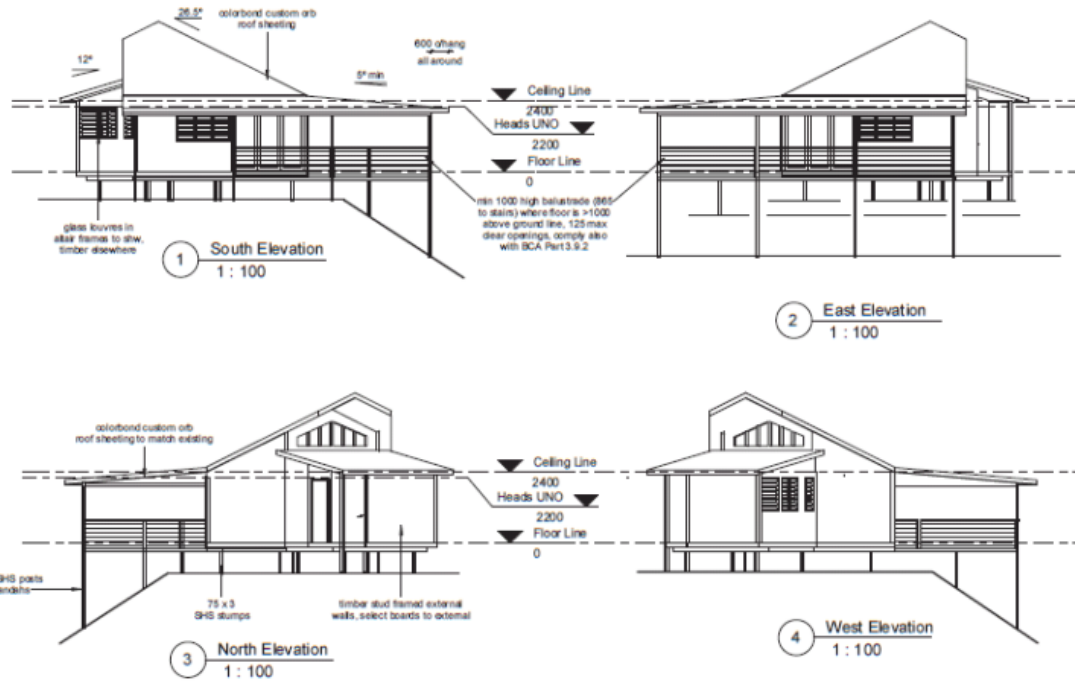 26.5°
colorbond custom orb
roof sheeting
12°
600 o/hang
all around
5° min
Ceiling Line
2400
Heads UNO
2200
Floor Line
0
glass louvres in
altair frames to shw,
timber elsewhere
min 1000 high balustrade (865
to stairs) where floor is >1000
above ground line, 125 max
clear openings, comply also
with BCA Part 3.9.2
1 South Elevation
1 : 100
2 East Elevation
1 : 100
colorbond custom orb
roof sheeting to match existing
Ceiling Line
2400
Heads UNO
2200
Floor Line
0
SHS posts
75 x 3
SHS stumps
timber stud framed external
walls, select boards to external
3 North Elevation
1 : 100
4 West Elevation
1 : 100